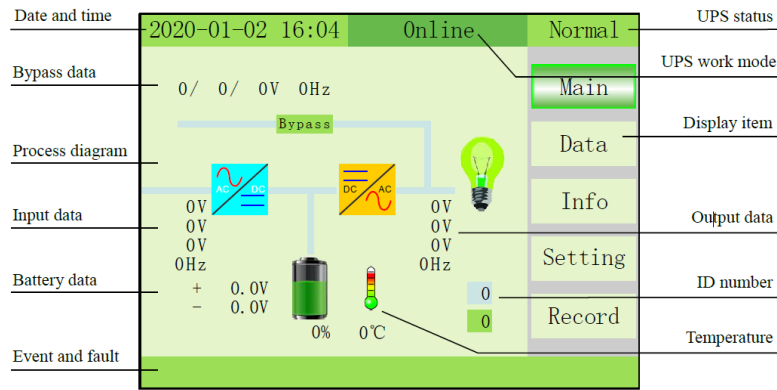 Date and time
2020-01-02 16:04
Online
Normal
UPS status
UPS work mode
Bypass data
0/ 0/ 0V 0Hz
Main
Bypass
Display item
Process diagram
Data
AC DC
DC AC
Input data
0V
0V
0V
0Hz
0V
0V
0V
0Hz
Info
Output data
Setting
Battery data
+ 0.0V
- 0.0V
0%
0℃
0
0
ID number
Record
Temperature
Event and fault